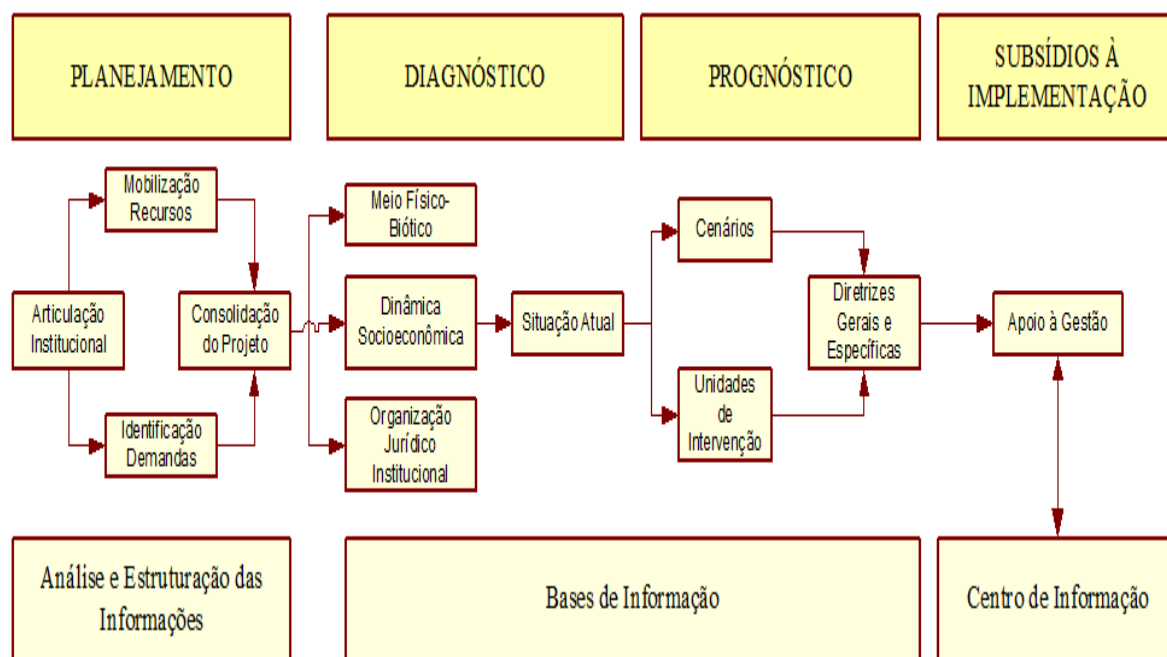 PLANEJAMENTO
DIAGNÓSTICO
PROGNÓSTICO
SUBSÍDIOS À
IMPLEMENTAÇÃO
Mobilização
Recursos
Articulação
Institucional
Identificação
Demandas
Consolidação
do Projeto
Meio Físico-
Biótico
Dinâmica
Socioeconômica
Organização
Jurídico
Institucional
Situação Atual
Cenários
Unidades
de
Intervenção
Diretrizes
Gerais e
Específicas
Apoio à Gestão
Análise e Estruturação das
Informações
Bases de Informação
Centro de Informação